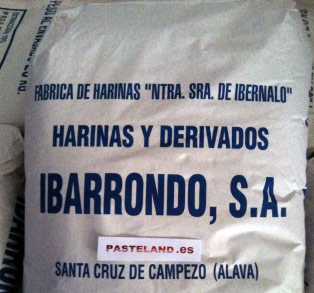 FABRICA DE HARINAS "NTRA. SRA. DE IBERNALO"
HARINAS Y DERIVADOS
IBARRONDO, S.A.
PASTELAND.es
SANTA CRUZ DE CAMPEZO (ALAVA)